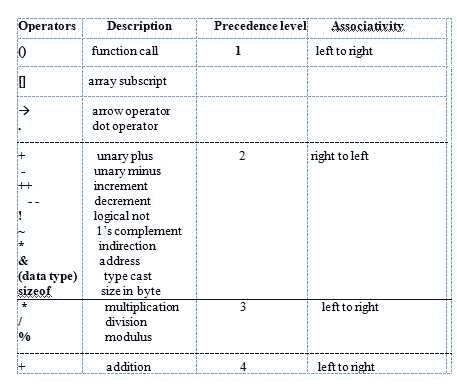 Operators Description Precedence level Associativity
() function call 1 left to right
[] array subscript
→ arrow operator
. dot operator
+ unary plus 2 right to left
- unary minus
++ increment
-- decrement
! logical not
~ 1's complement
* indirection
& address
(data type) type cast
sizeof size in byte
* multiplication 3 left to right
/ division
% modulus
+ addition 4 left to right